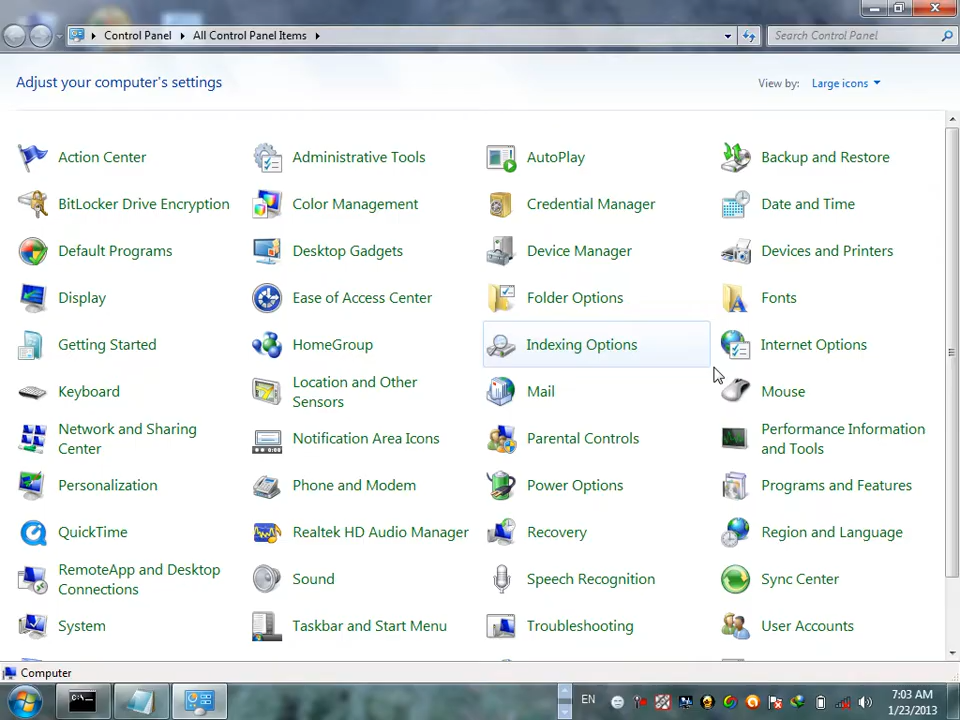 Control Panel All Control Panel Items
Search Control Panel
Adjust your computer's settings
View by: Large icons
Action Center
Administrative Tools
AutoPlay
Backup and Restore
BitLocker Drive Encryption
Color Management
Credential Manager
Date and Time
Default Programs
Desktop Gadgets
Device Manager
Devices and Printers
Display
Ease of Access Center
Folder Options
Fonts
Getting Started
HomeGroup
Indexing Options
Internet Options
Keyboard
Location and Other
Sensors
Mail
Mouse
Network and Sharing
Center
Notification Area Icons
Parental Controls
Performance Information
and Tools
Personalization
Phone and Modem
Power Options
Programs and Features
QuickTime
Realtek HD Audio Manager
Recovery
Region and Language
RemoteApp and Desktop
Connections
Sound
Speech Recognition
Sync Center
System
Taskbar and Start Menu
Troubleshooting
User Accounts
Computer
EN
7:03 AM
1/23/2013